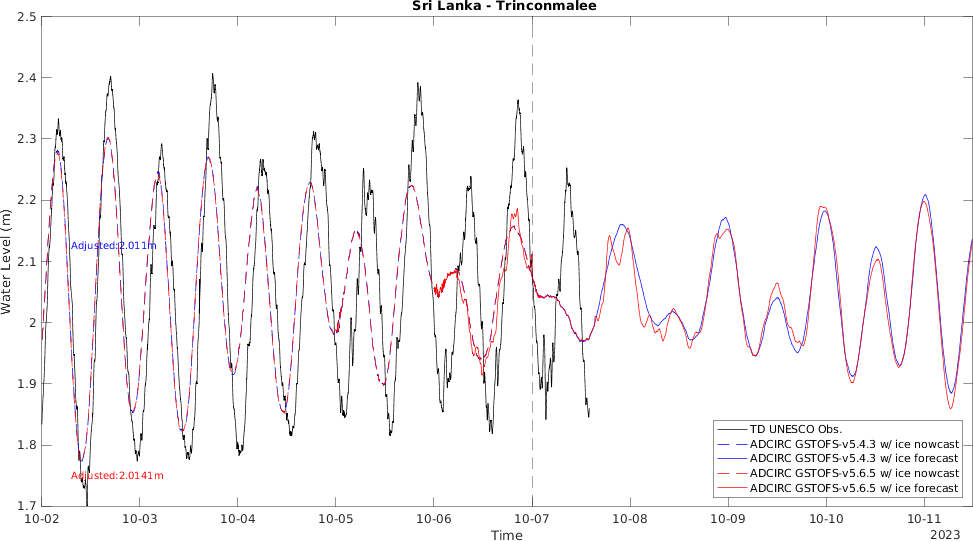 Sri Lanka - Trinconmalee
Water Level (m)
2.5
2.4
2.3
2.2
2.1
2
1.9
1.8
1.7
Adjusted:2.011m
Adjusted:2.0141m
TD UNESCO Obs.
ADCIRC GSTOFS-v5.4.3 w/ ice nowcast
ADCIRC GSTOFS-v5.4.3 w/ ice forecast
ADCIRC GSTOFS-v5.6.5 w/ ice nowcast
ADCIRC GSTOFS-v5.6.5 w/ ice forecast
10-02 10-03 10-04 10-05 10-06 10-07 10-08 10-09 10-10 10-11
Time
2023